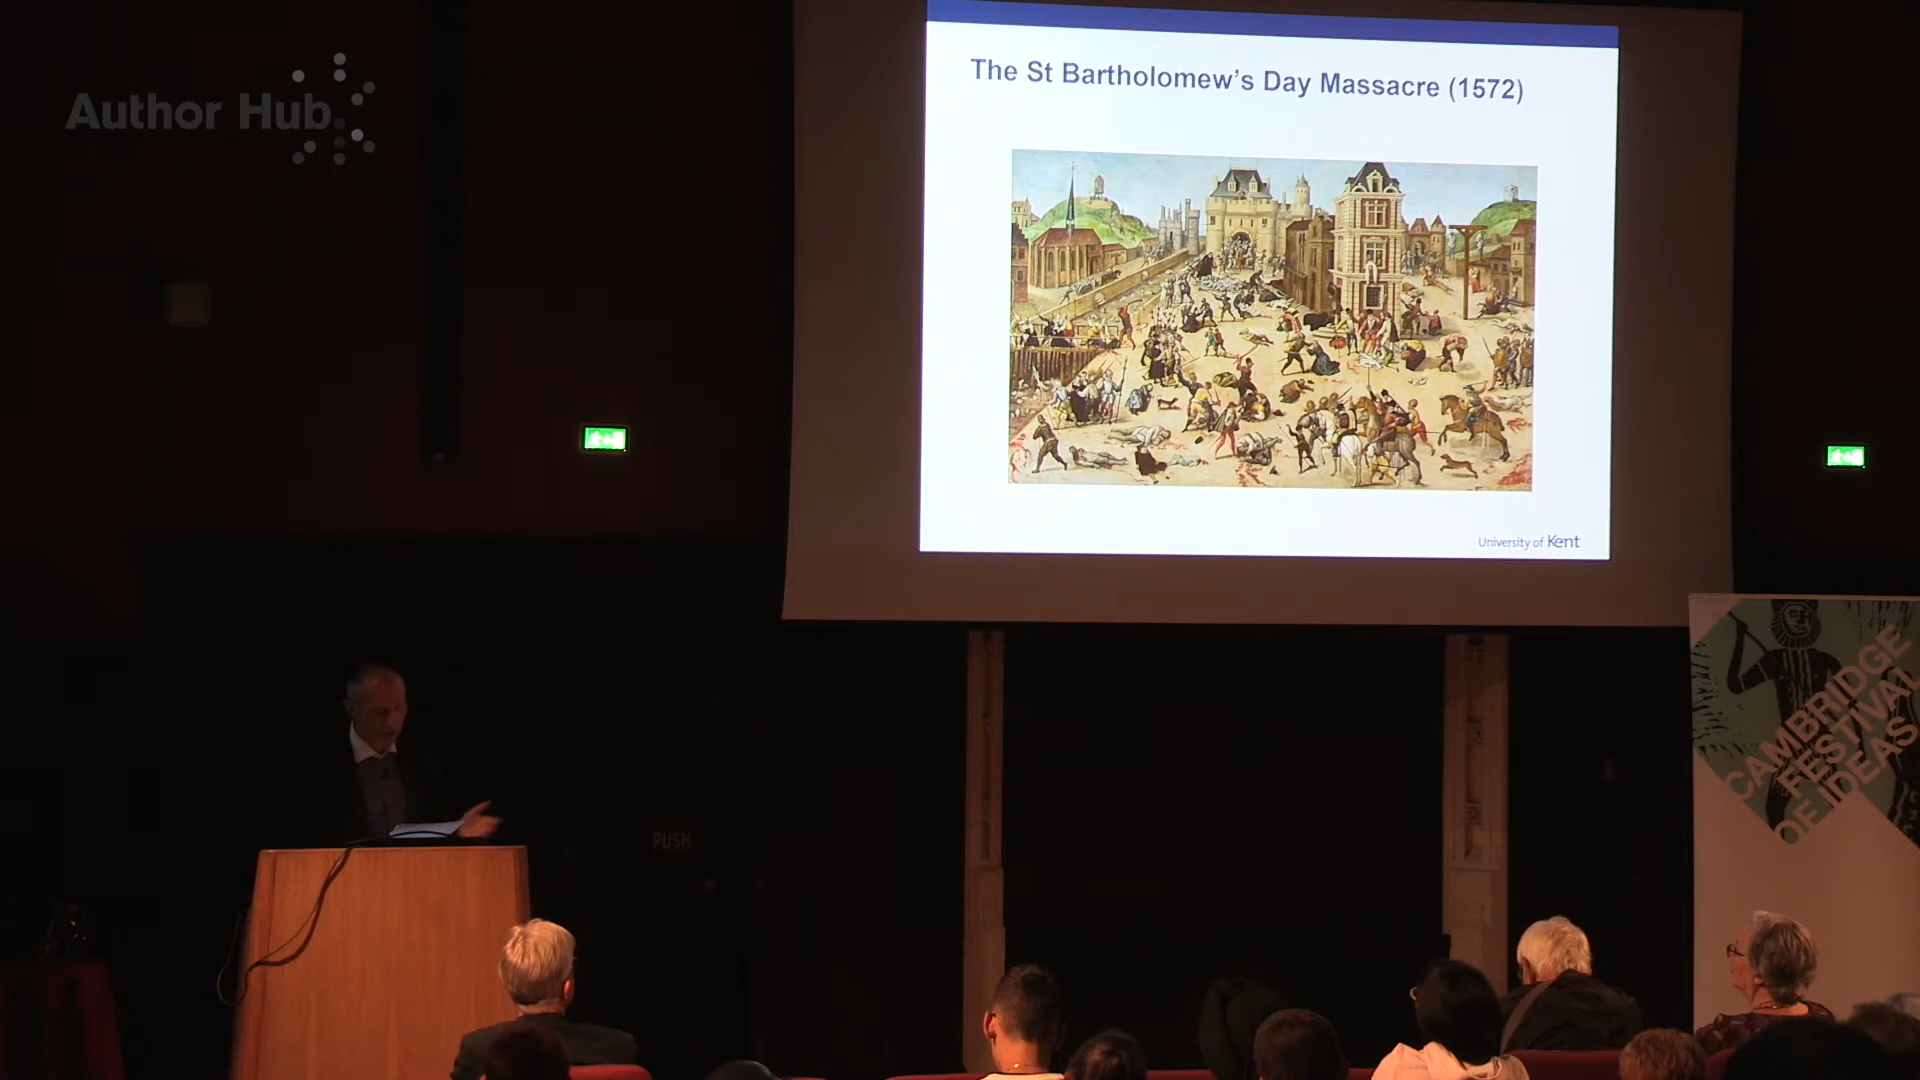 Author Hub
The St Bartholomew’s Day Massacre (1572)
University of Kent
PUSH
CAMBRIDGE
FESTIVAL
OF IDEAS